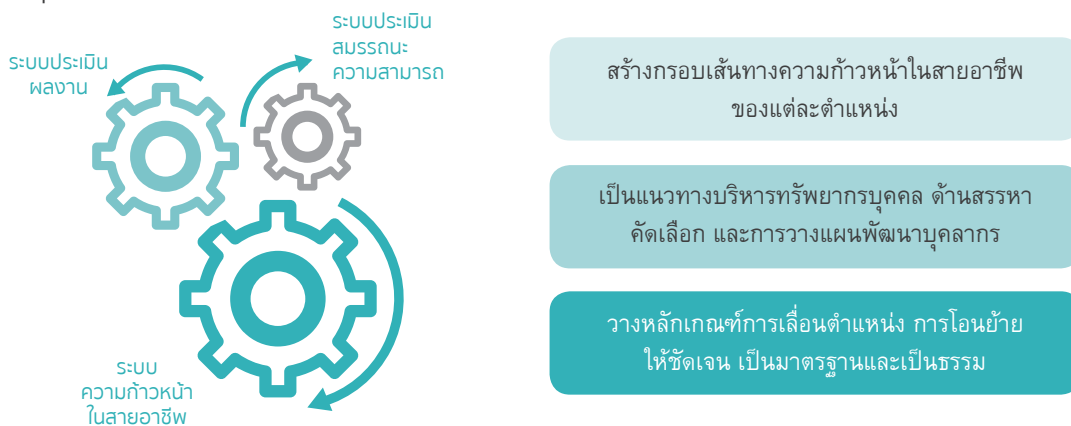 ระบบประเมิน
ผลงาน
ระบบประเมิน
สมรรถนะ
ความสามารถ
ระบบ
ความก้าวหน้า
ในสายอาชีพ
สร้างกรอบเส้นทางความก้าวหน้าในสายอาชีพ
ของแต่ละตำแหน่ง
เป็นแนวทางบริหารทรัพยากรบุคคล ด้านสรรหา
คัดเลือก และการวางแผนพัฒนาบุคลากร
วางหลักเกณฑ์การเลื่อนตำแหน่ง การโอนย้าย
ให้ชัดเจน เป็นมาตรฐานและเป็นธรรม